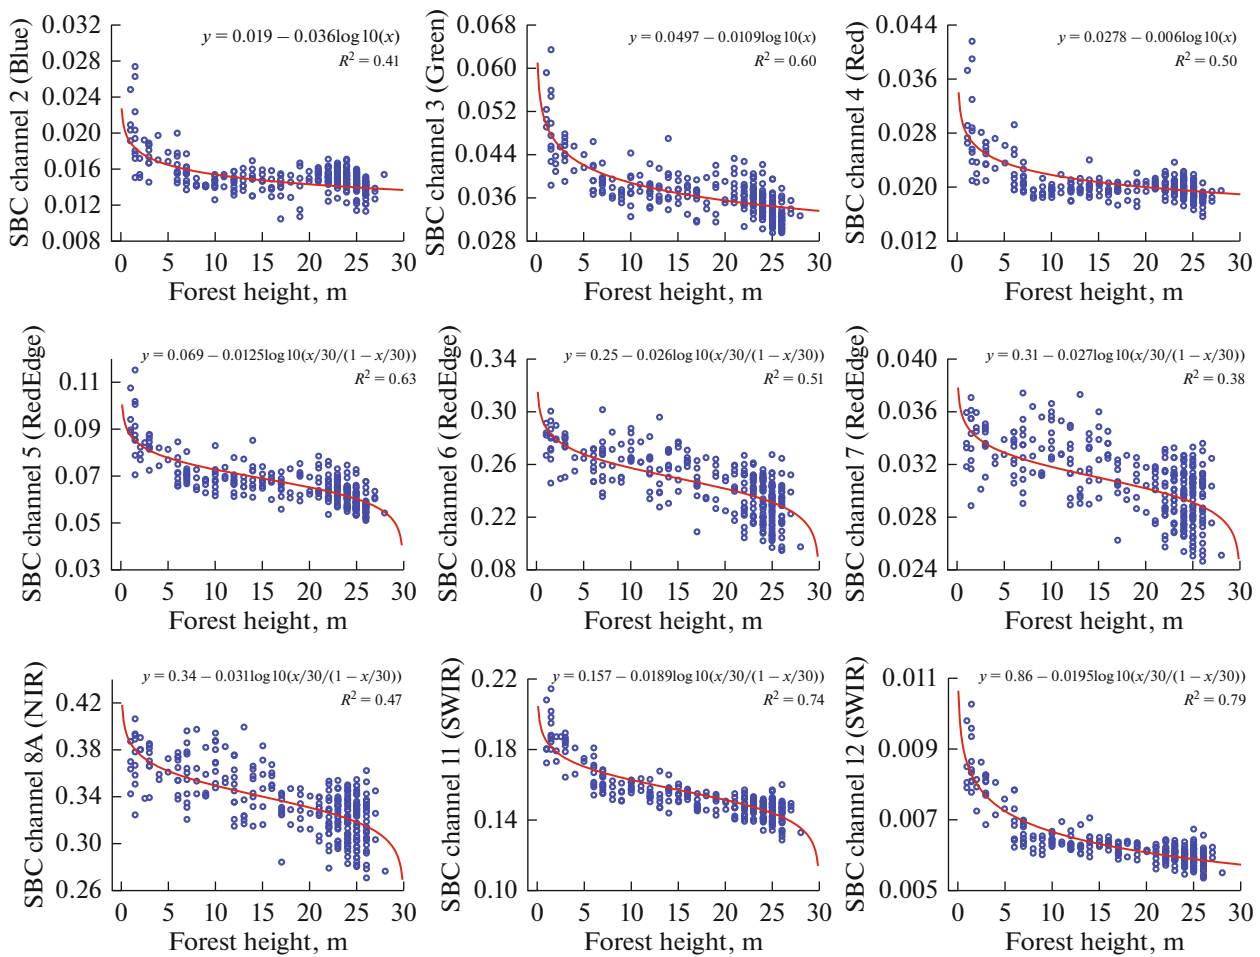 SBC channel 2 (Blue)
0.032
0.028
0.024
0.020
0.016
0.012
0.008
y = 0.019 – 0.036log10(x)
R² = 0.41
0 5 10 15 20 25 30
Forest height, m
SBC channel 3 (Green)
0.068
0.060
0.052
0.044
0.036
0.028
y = 0.0497 – 0.0109log10(x)
R² = 0.60
0 5 10 15 20 25 30
Forest height, m
SBC channel 4 (Red)
0.044
0.036
0.028
0.020
0.012
y = 0.0278 – 0.006log10(x)
R² = 0.50
0 5 10 15 20 25 30
Forest height, m
SBC channel 5 (RedEdge)
0.11
0.09
0.07
0.05
0.03
y = 0.069 – 0.0125log10(x/30/(1 – x/30))
R² = 0.63
0 5 10 15 20 25 30
Forest height, m
SBC channel 6 (RedEdge)
0.34
0.30
0.26
0.22
0.08
y = 0.25 – 0.026log10(x/30/(1 – x/30))
R² = 0.51
0 5 10 15 20 25 30
Forest height, m
SBC channel 7 (RedEdge)
0.040
0.036
0.032
0.028
0.024
y = 0.31 – 0.027log10(x/30/(1 – x/30))
R² = 0.38
0 5 10 15 20 25 30
Forest height, m
SBC channel 8A (NIR)
0.42
0.38
0.34
0.30
0.26
y = 0.34 – 0.031log10(x/30/(1 – x/30))
R² = 0.47
0 5 10 15 20 25 30
Forest height, m
SBC channel 11 (SWIR)
0.22
0.18
0.14
0.10
y = 0.157 – 0.0189log10(x/30/(1 – x/30))
R² = 0.74
0 5 10 15 20 25 30
Forest height, m
SBC channel 12 (SWIR)
0.011
0.009
0.007
0.005
y = 0.86 – 0.0195log10(x/30/(1 – x/30))
R² = 0.79
0 5 10 15 20 25 30
Forest height, m